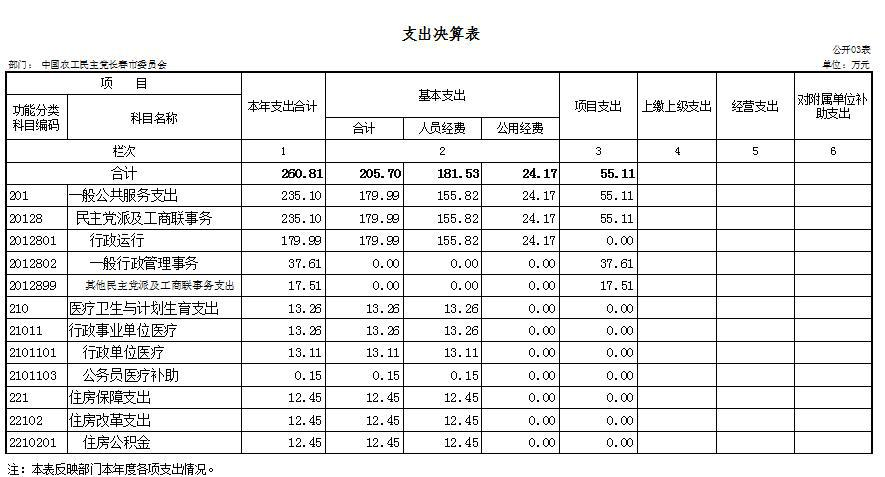 支出决算表
公开03表
部门： 中国农工民主党长春市委员会 单位：万元
项 目 本年支出合计 基本支出 项目支出 上缴上级支出 经营支出 对附属单位补助支出
功能分类科目编码 科目名称 合计 人员经费 公用经费
栏次 1 2 3 4 5 6
合计 260.81 205.70 181.53 24.17 55.11
201 一般公共服务支出 235.10 179.99 155.82 24.17 55.11
20128 民主党派及工商联事务 235.10 179.99 155.82 24.17 55.11
2012801 行政运行 179.99 179.99 155.82 24.17 0.00
2012802 一般行政管理事务 37.61 0.00 0.00 0.00 37.61
2012899 其他民主党派及工商联事务支出 17.51 0.00 0.00 0.00 17.51
210 医疗卫生与计划生育支出 13.26 13.26 13.26 0.00 0.00
21011 行政事业单位医疗 13.26 13.26 13.26 0.00 0.00
2101101 行政单位医疗 13.11 13.11 13.11 0.00 0.00
2101103 公务员医疗补助 0.15 0.15 0.15 0.00 0.00
221 住房保障支出 12.45 12.45 12.45 0.00 0.00
22102 住房改革支出 12.45 12.45 12.45 0.00 0.00
2210201 住房公积金 12.45 12.45 12.45 0.00 0.00
注：本表反映部门本年度各项支出情况。